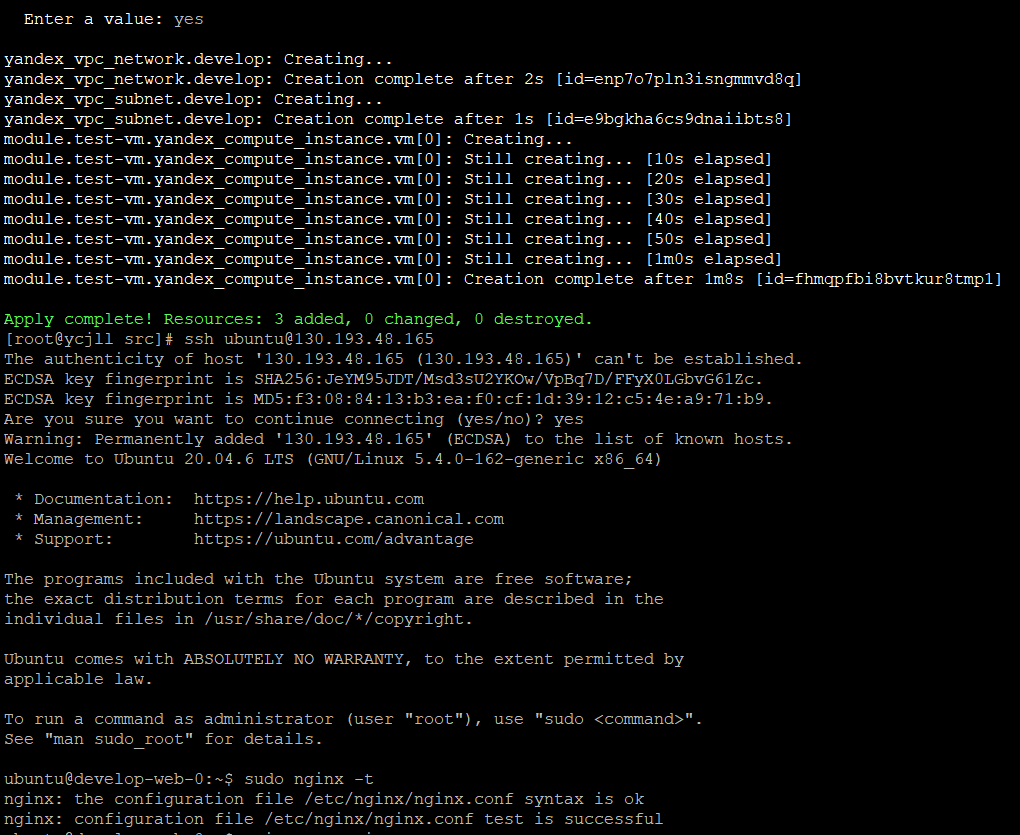 Enter a value: yes
yandex_vpc_network.develop: Creating...
yandex_vpc_network.develop: Creation complete after 2s [id=enp7o7pln3isngmmvd8q]
yandex_vpc_subnet.develop: Creating...
yandex_vpc_subnet.develop: Creation complete after 1s [id=e9bgkha6cs9dnaiibts8]
module.test-vm.yandex_compute_instance.vm[0]: Creating...
module.test-vm.yandex_compute_instance.vm[0]: Still creating... [10s elapsed]
module.test-vm.yandex_compute_instance.vm[0]: Still creating... [20s elapsed]
module.test-vm.yandex_compute_instance.vm[0]: Still creating... [30s elapsed]
module.test-vm.yandex_compute_instance.vm[0]: Still creating... [40s elapsed]
module.test-vm.yandex_compute_instance.vm[0]: Still creating... [50s elapsed]
module.test-vm.yandex_compute_instance.vm[0]: Still creating... [1m0s elapsed]
module.test-vm.yandex_compute_instance.vm[0]: Creation complete after 1m8s [id=fhmqpfbi8bvtkur8tmp1]
Apply complete! Resources: 3 added, 0 changed, 0 destroyed.
[root@ycjll src]# ssh ubuntu@130.193.48.165
The authenticity of host '130.193.48.165 (130.193.48.165)' can't be established.
ECDSA key fingerprint is SHA256:JeYM95JDT/Msd3sU2YKOw/VpBq7D/FFyX0LGbvG61Zc.
ECDSA key fingerprint is MD5:f3:08:84:13:b3:ea:f0:cf:1d:39:12:c5:4e:a9:71:b9.
Are you sure you want to continue connecting (yes/no)? yes
Warning: Permanently added '130.193.48.165' (ECDSA) to the list of known hosts.
Welcome to Ubuntu 20.04.6 LTS (GNU/Linux 5.4.0-162-generic x86_64)
* Documentation:  https://help.ubuntu.com
* Management:     https://landscape.canonical.com
* Support:        https://ubuntu.com/advantage
The programs included with the Ubuntu system are free software;
the exact distribution terms for each program are described in the
individual files in /usr/share/doc/*/copyright.
Ubuntu comes with ABSOLUTELY NO WARRANTY, to the extent permitted by
applicable law.
To run a command as administrator (user "root"), use "sudo <command>".
See "man sudo_root" for details.
ubuntu@develop-web-0:~$ sudo nginx -t
nginx: the configuration file /etc/nginx/nginx.conf syntax is ok
nginx: configuration file /etc/nginx/nginx.conf test is successful